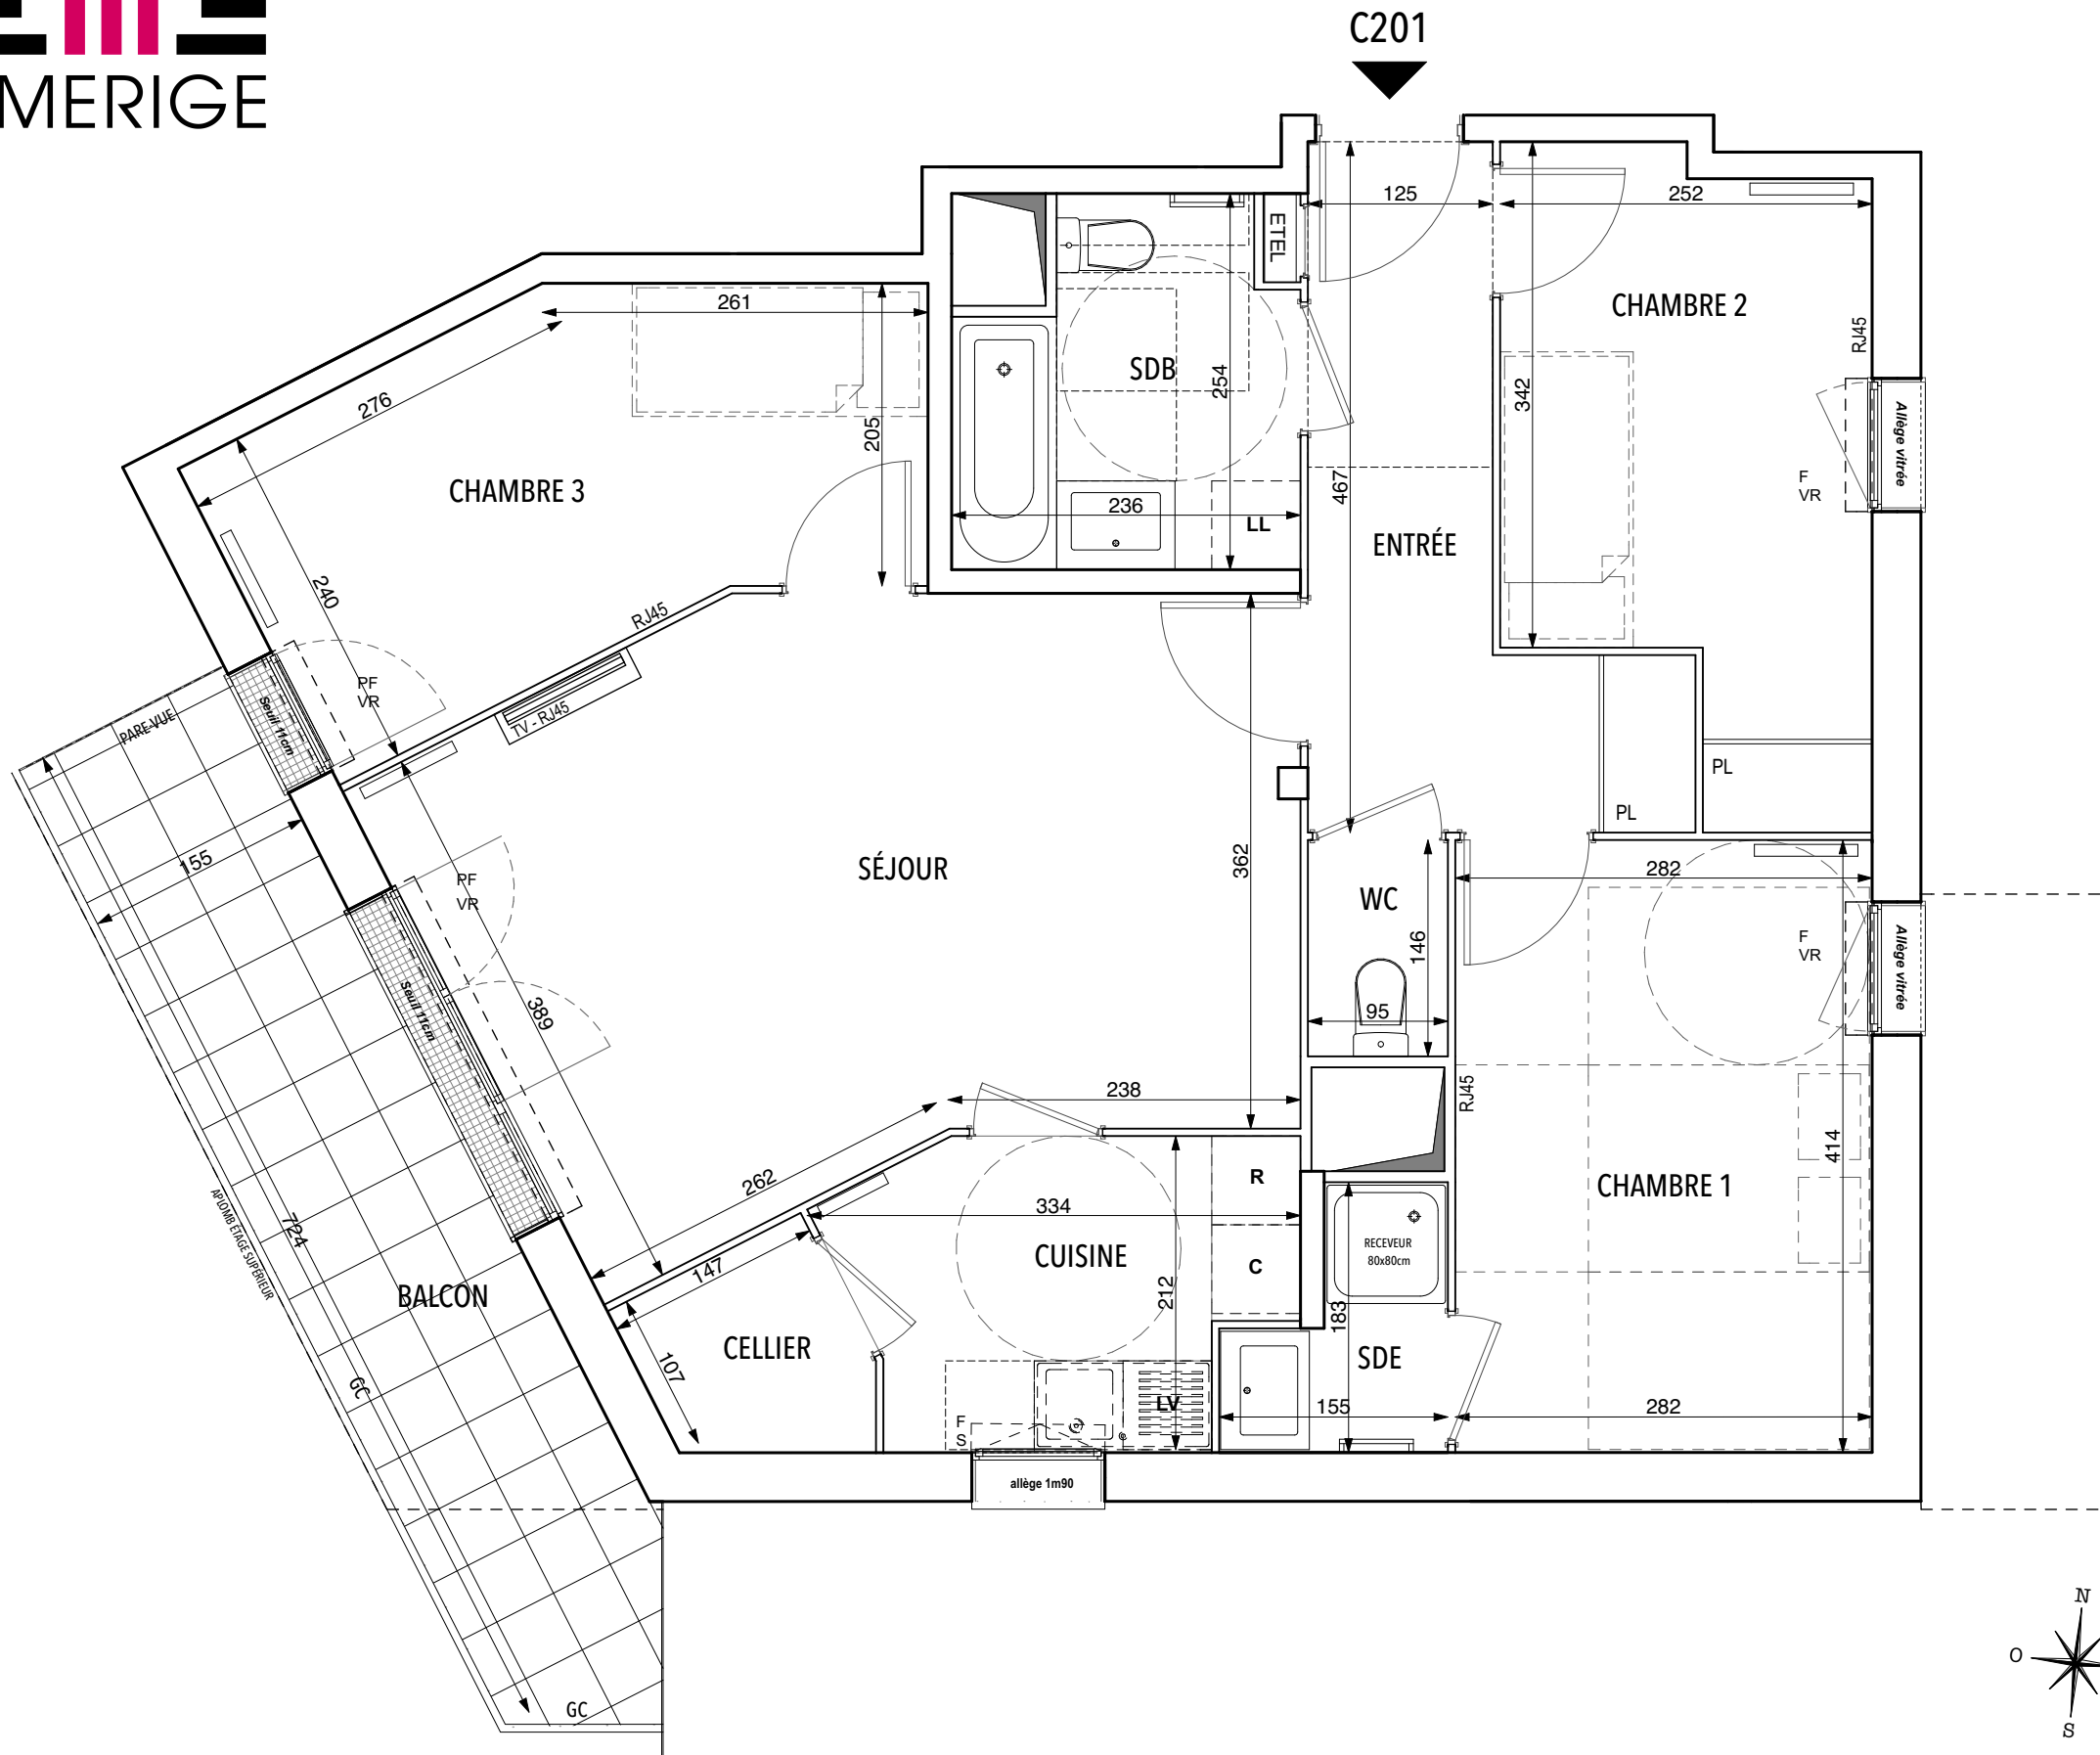 MERIGE
C201
125
252
ETEL
CHAMBRE 2
RJ45
261
276
205
SDB
254
342
Allège vitrée
F
VR
CHAMBRE 3
236
LL
467
ENTRÉE
240
RJ45
PF
VR
Seuil 11cm
PARE-VUE
TV - RJ45
PL
PL
155
PF
VR
SÉJOUR
362
WC
146
282
F
VR
Allège vitrée
95
Seuil 11cm
389
238
RJ45
414
262
R
334
CHAMBRE 1
CUISINE
C
212
RECEVEUR
80x80cm
147
183
APLOMB ÉTAGE SUPÉRIEUR
724
BALCON
CELLIER
107
SDE
GC
F
S
LV
155
282
allège 1m90
GC
N
O
S